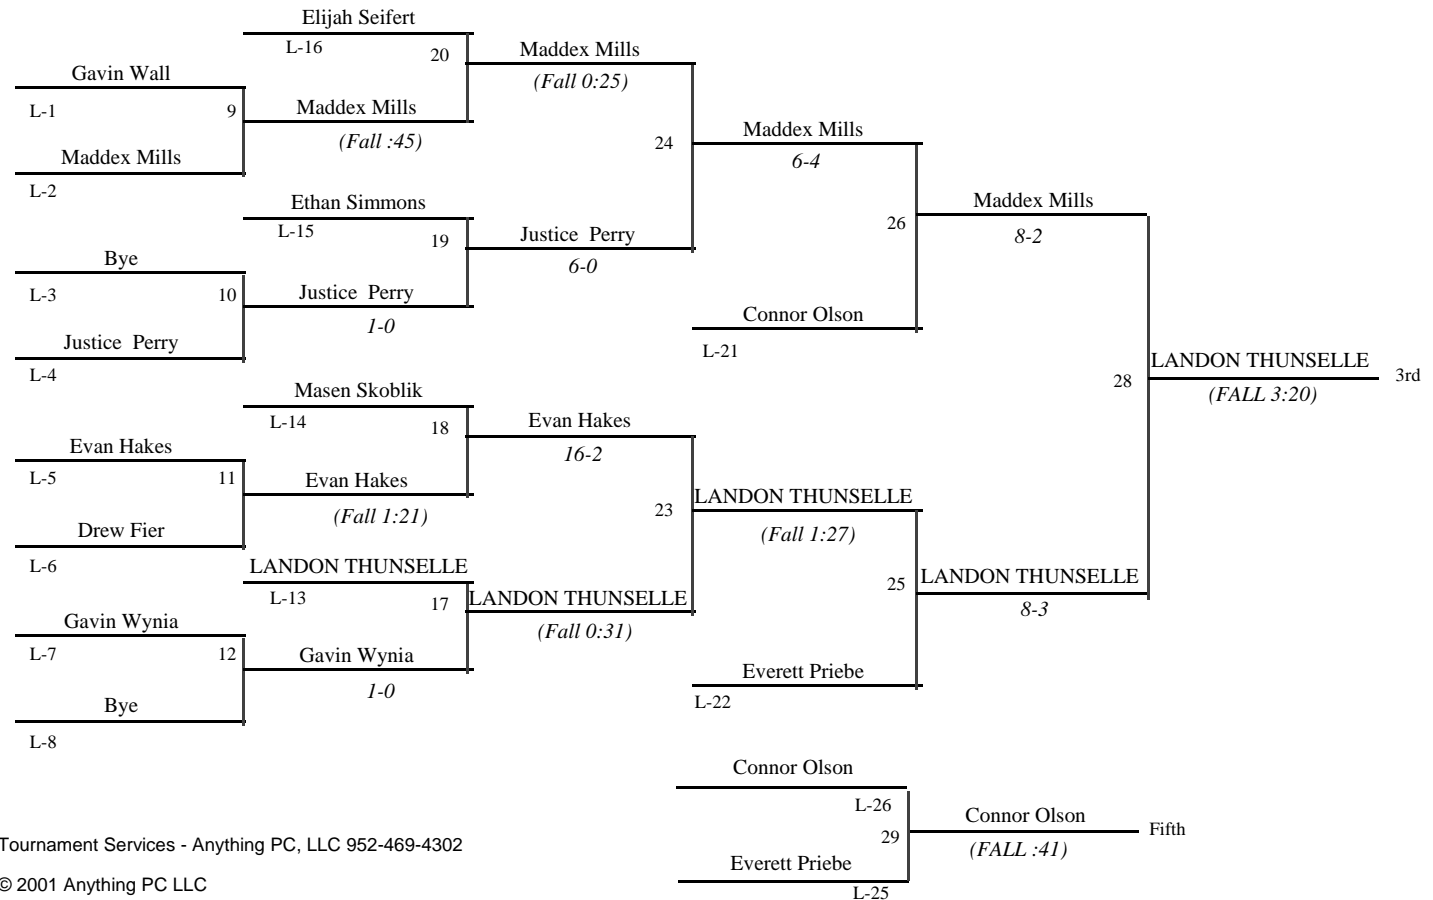 Elijah Seifert
L-16
20
Maddex Mills
(Fall 0:25)
Gavin Wall
L-1
9
Maddex Mills
(Fall :45)
Maddex Mills
L-2
24
Maddex Mills
6-4
Ethan Simmons
L-15
19
Justice Perry
6-0
Bye
L-3
10
Justice Perry
1-0
Justice Perry
L-4
26
Maddex Mills
8-2
Connor Olson
L-21
28
LANDON THUNSELLE
(FALL 3:20)
3rd
Masen Skoblik
L-14
18
Evan Hakes
16-2
Evan Hakes
L-5
11
Evan Hakes
(Fall 1:21)
Drew Fier
L-6
23
LANDON THUNSELLE
(Fall 1:27)
LANDON THUNSELLE
L-13
17
LANDON THUNSELLE
(Fall 0:31)
25
LANDON THUNSELLE
8-3
Gavin Wynia
L-7
12
Gavin Wynia
1-0
Bye
L-8
Everett Priebe
L-22
Connor Olson
L-26
29
Connor Olson
(FALL :41)
Fifth
Everett Priebe
L-25
Tournament Services - Anything PC, LLC 952-469-4302
© 2001 Anything PC LLC